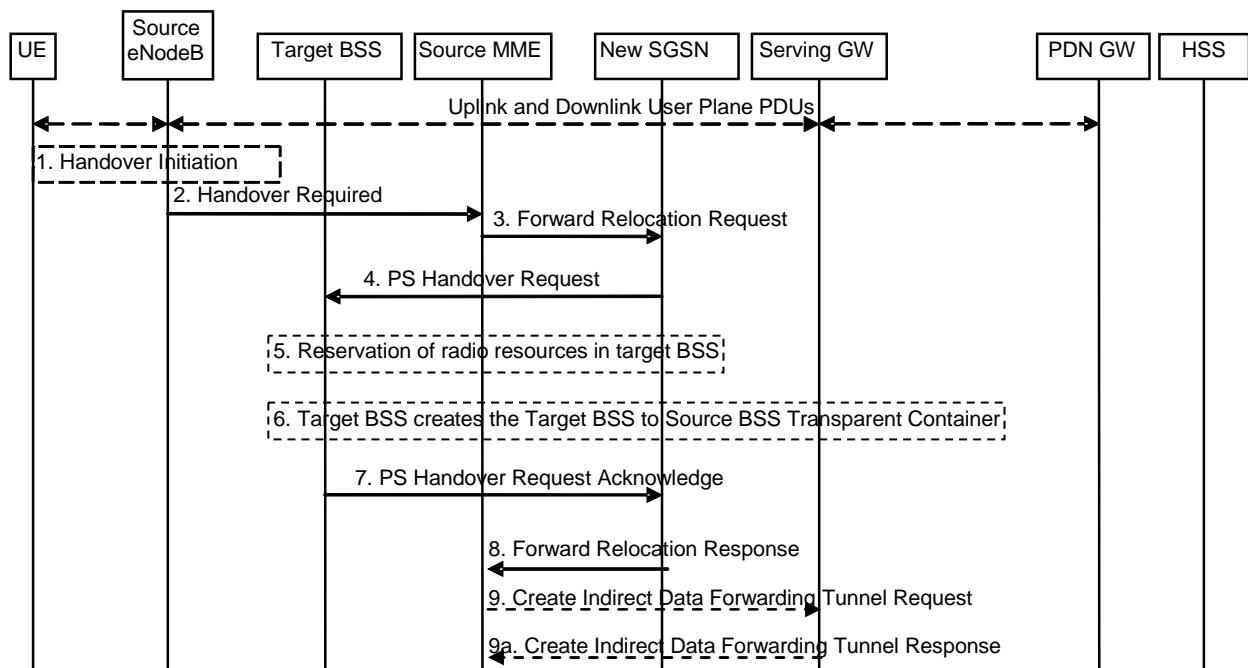 Source
UE
eNodeB
Target BSS
Source MME
New SGSN
Serving GW
PDN GW
HSS
Uplink and Downlink User Plane PDUs
1. Handover Initiation
2. Handover Required
3. Forward Relocation Request
4. PS Handover Request
5. Reservation of radio resources in target BSS
6. Target BSS creates the Target BSS to Source BSS Transparent Container
7. PS Handover Request Acknowledge
8. Forward Relocation Response
9. Create Indirect Data Forwarding Tunnel Request
9a. Create Indirect Data Forwarding Tunnel Response